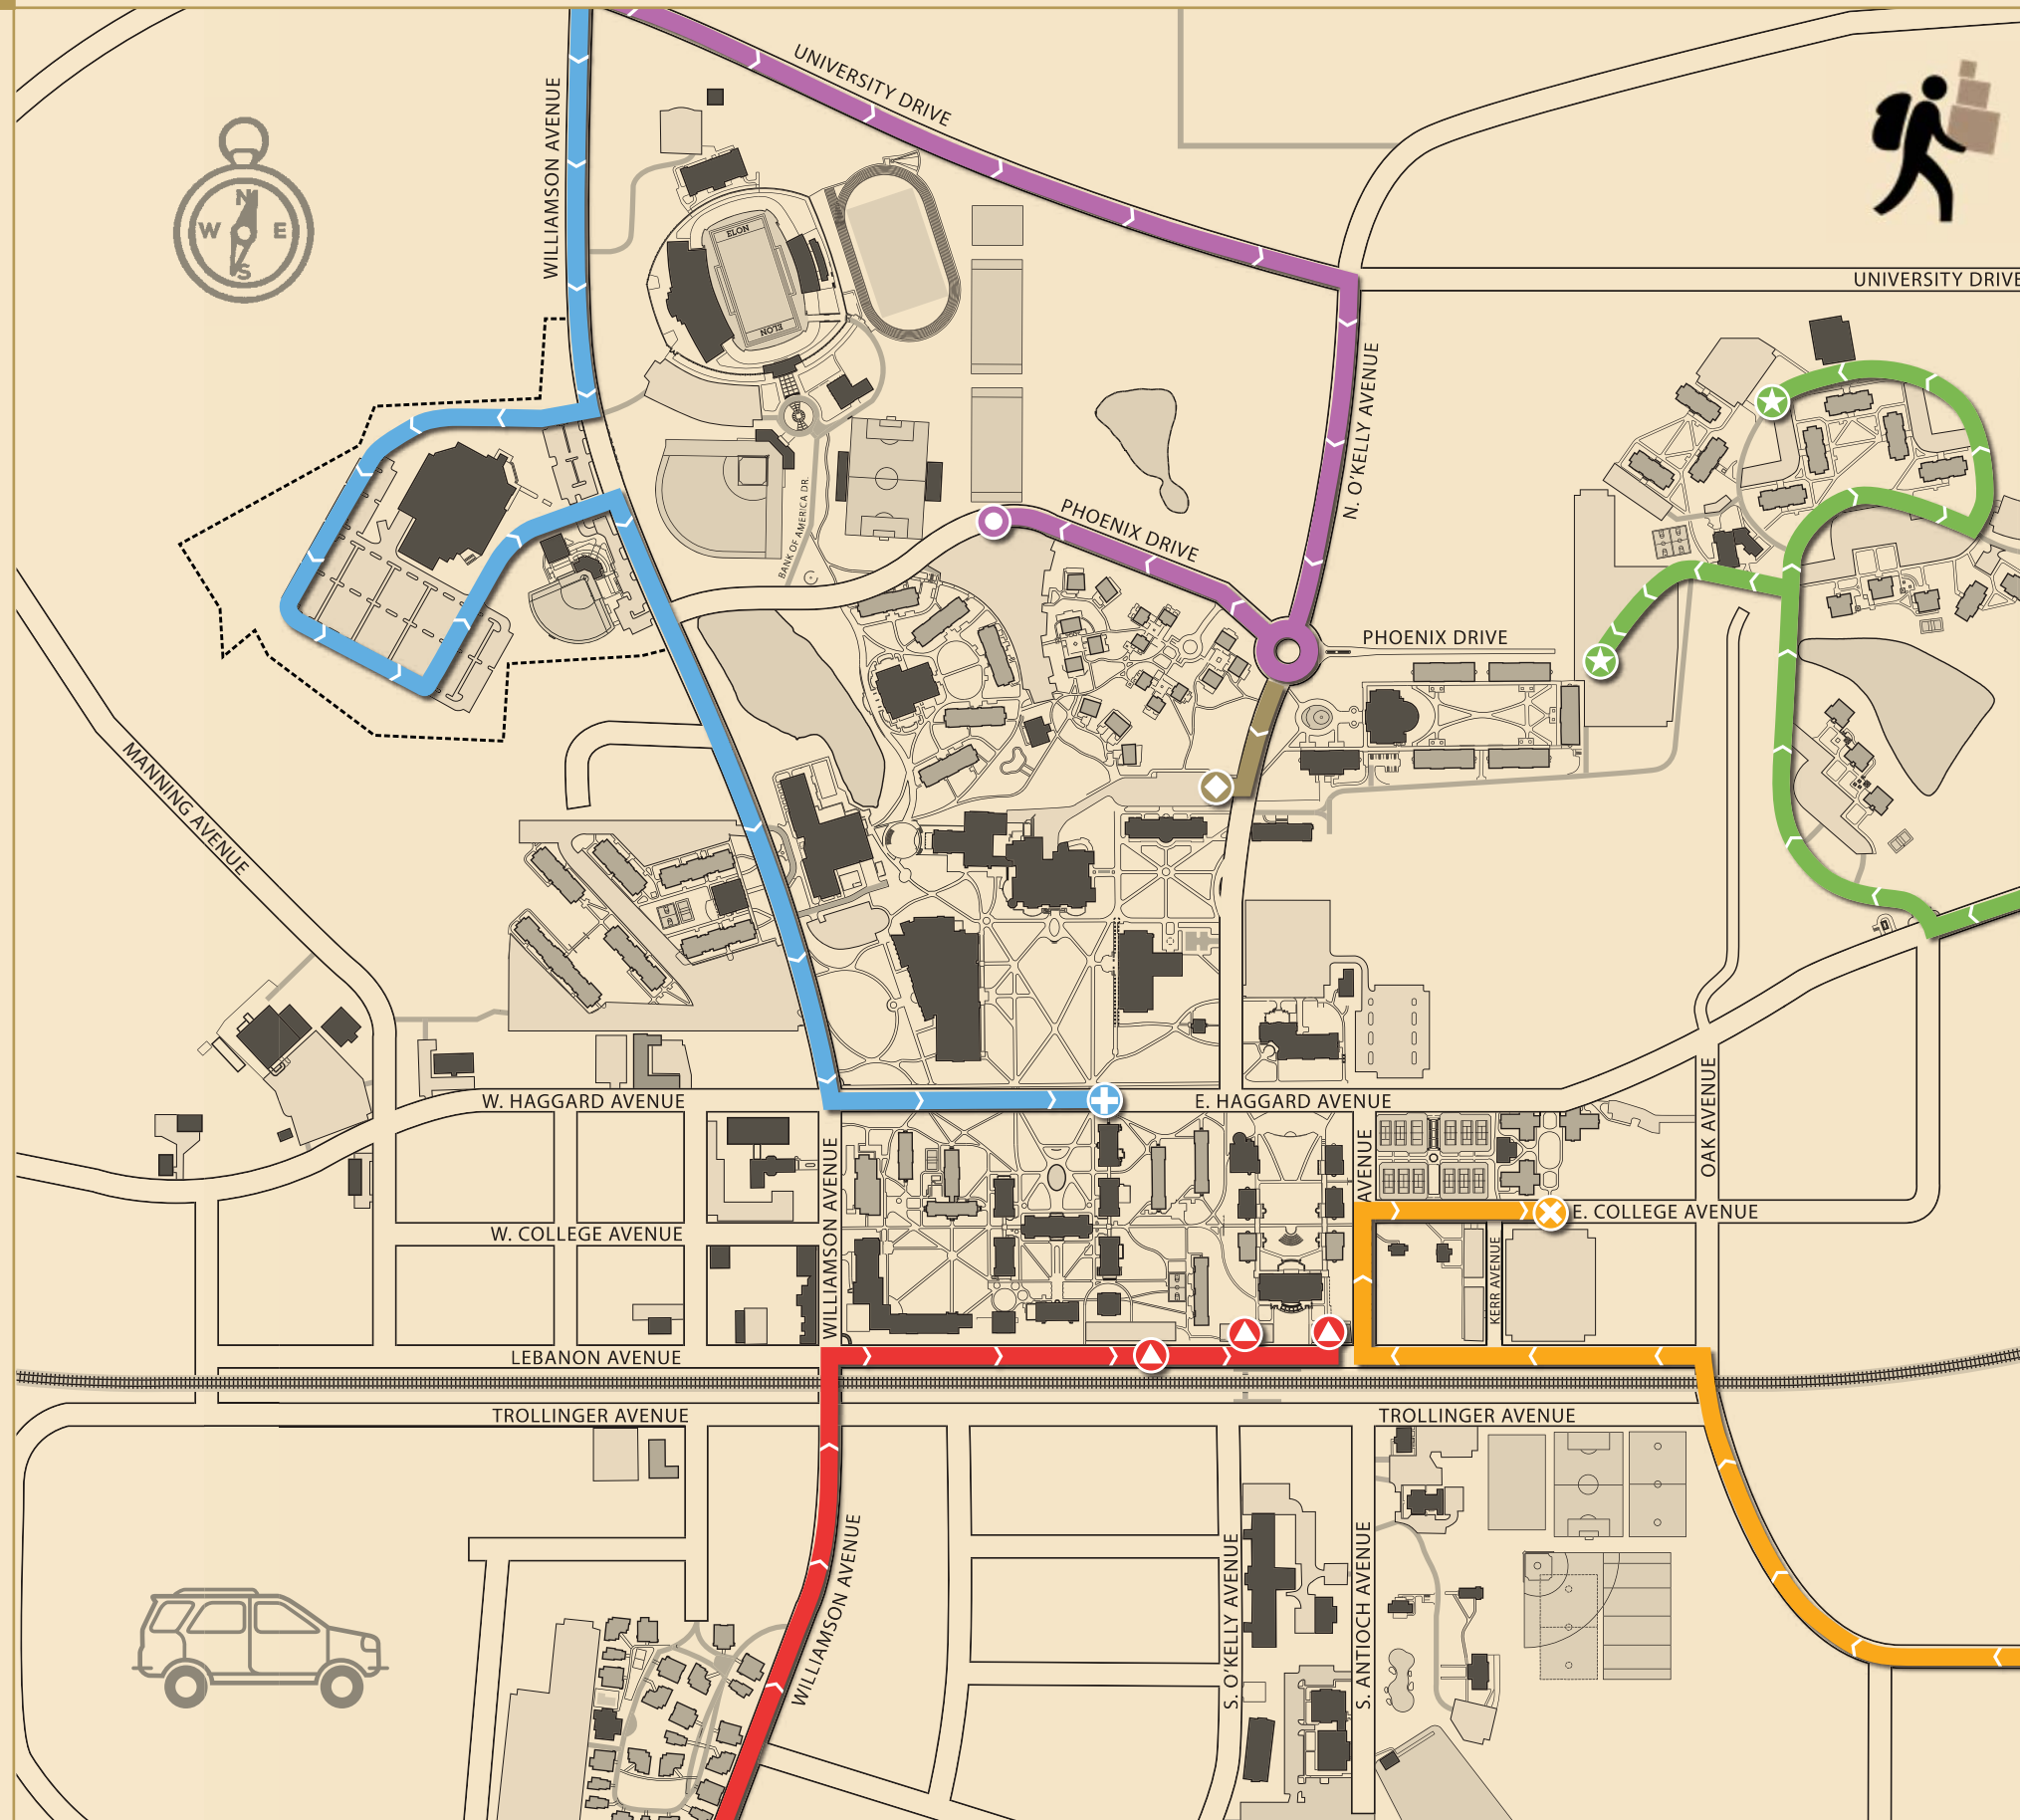 UNIVERSITY DRIVE
WILLIAMSON AVENUE
N
W E
S
ELON
ELON
UNIVERSITY DRIVE
N. O'KELLY AVENUE
BANK OF AMERICA DR.
PHOENIX DRIVE
PHOENIX DRIVE
MANNING AVENUE
W. HAGGARD AVENUE
E. HAGGARD AVENUE
OAK AVENUE
WILLIAMSON AVENUE
AVENUE
W. COLLEGE AVENUE
E. COLLEGE AVENUE
KERR AVENUE
LEBANON AVENUE
TROLLINGER AVENUE
TROLLINGER AVENUE
WILLIAMSON AVENUE
S. O'KELLY AVENUE
S. ANTIOCH AVENUE